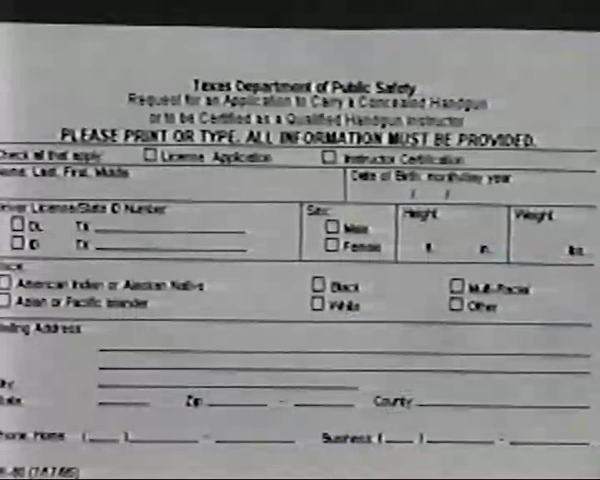 Texas Department of Public Safety
Request for an Application to Carry a Concealed Handgun
or to be Certified as a Qualified Handgun Instructor
PLEASE PRINT OR TYPE. ALL INFORMATION MUST BE PROVIDED.
Check all that apply: License Application Instructor Certification
Name: Last, First, Middle Date of Birth: month/day/year
/ /
Driver License/State ID Number Sex: Height Weight
DL TX Male
ID TX Female ft. in. lbs.
American Indian or Alaskan Native Black Multi-Racial
Asian or Pacific Islander White Other
Mailing Address
State Zip - County
Phone: Home ( ) - Business ( ) -